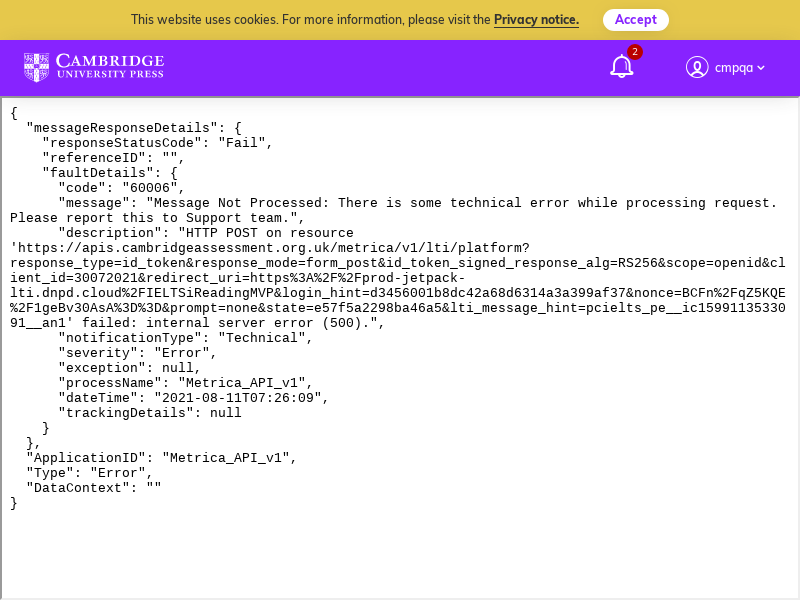 This website uses cookies. For more information, please visit the Privacy notice. Accept
CAMBRIDGE
UNIVERSITY PRESS
2
cmpqa
{
  "messageResponseDetails": {
    "responseStatusCode": "Fail",
    "referenceID": "",
    "faultDetails": {
      "code": "60006",
      "message": "Message Not Processed: There is some technical error while processing request.
Please report this to Support team.",
      "description": "HTTP POST on resource
'https://apis.cambridgeassessment.org.uk/metrica/v1/lti/platform?
response_type=id_token&response_mode=form_post&id_token_signed_response_alg=RS256&scope=openid&cl
ient_id=30072021&redirect_uri=https%3A%2F%2Fprod-jetpack-
lti.dnpd.cloud%2FIELTSiReadingMVP&login_hint=d3456001b8dc42a68d6314a3a399af37&nonce=BCFn%2FqZ5KQE
%2F1geBv30AsA%3D%3D&prompt=none&state=e57f5a2298ba46a5&lti_message_hint=pcielts_pe__ic15991135330
91__an1' failed: internal server error (500).",
      "notificationType": "Technical",
      "severity": "Error",
      "exception": null,
      "processName": "Metrica_API_v1",
      "dateTime": "2021-08-11T07:26:09",
      "trackingDetails": null
    }
  },
  "ApplicationID": "Metrica_API_v1",
  "Type": "Error",
  "DataContext": ""
}